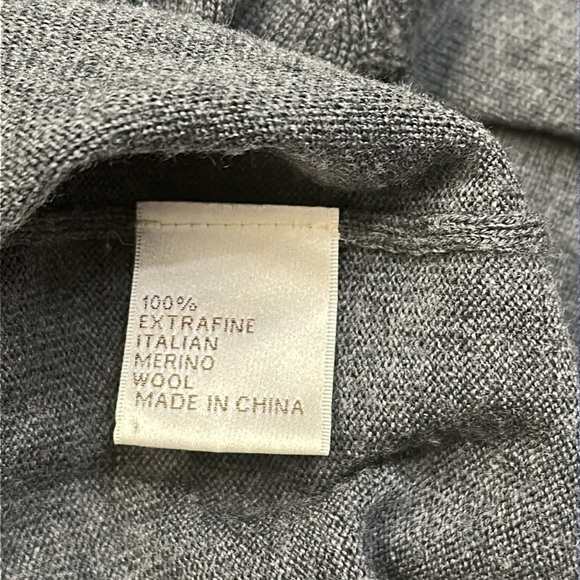 100%
EXTRAFINE
ITALIAN
MERINO
WOOL
MADE IN CHINA